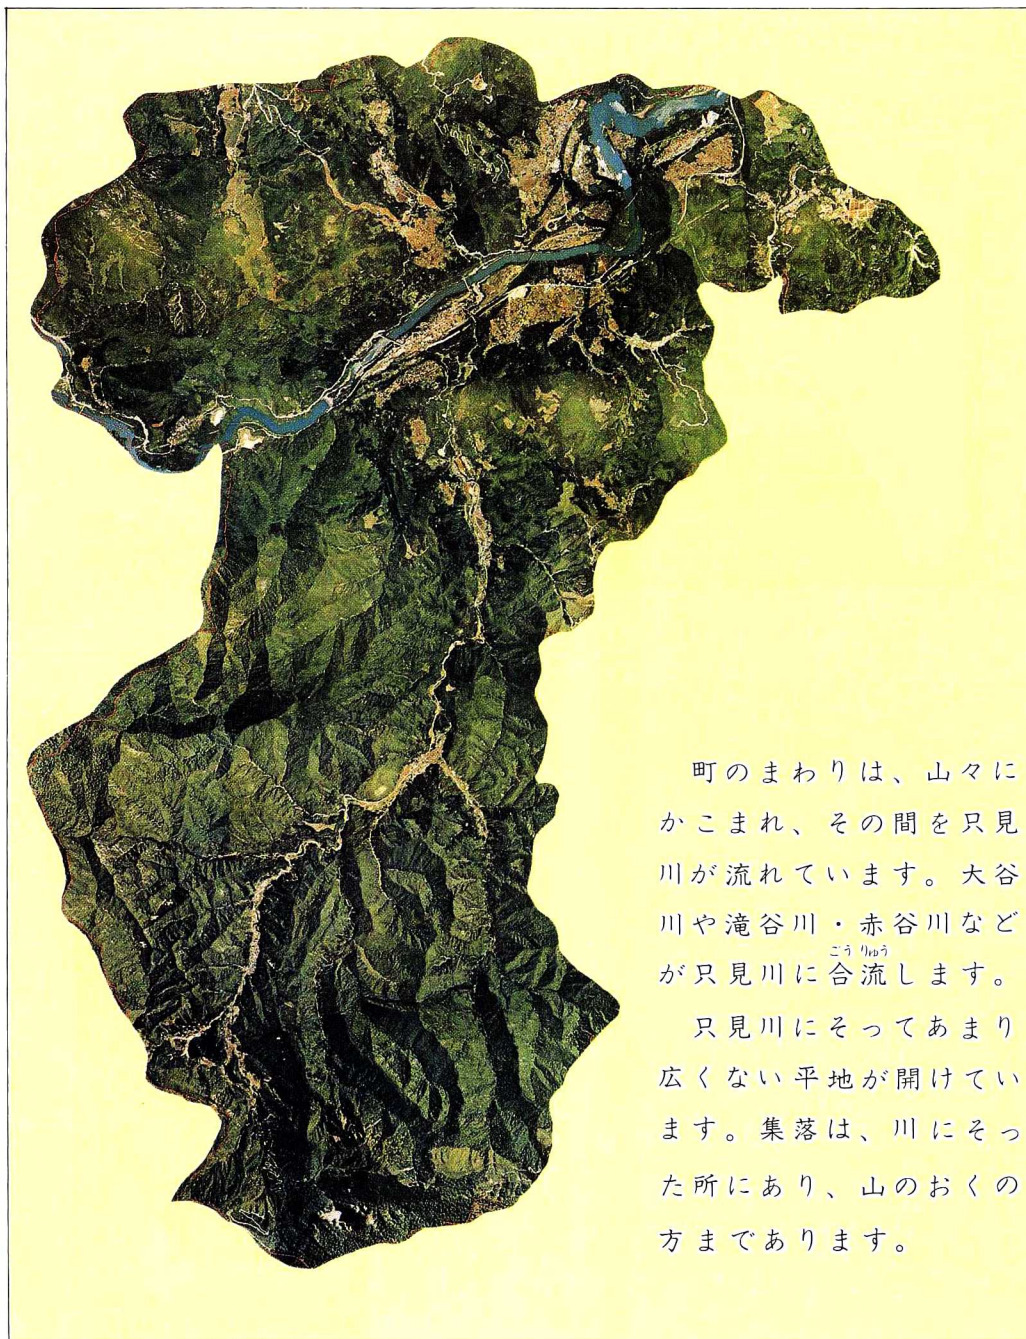 町のまわりは、山々に
かこまれ、その間を只見
川が流れています。大谷
川や滝谷川・赤谷川など
ごうりゅう
が只見川に合流します。
只見川にそってあまり
広くない平地が開けてい
ます。集落は、川にそっ
た所にあり、山のおくの
方まであります。